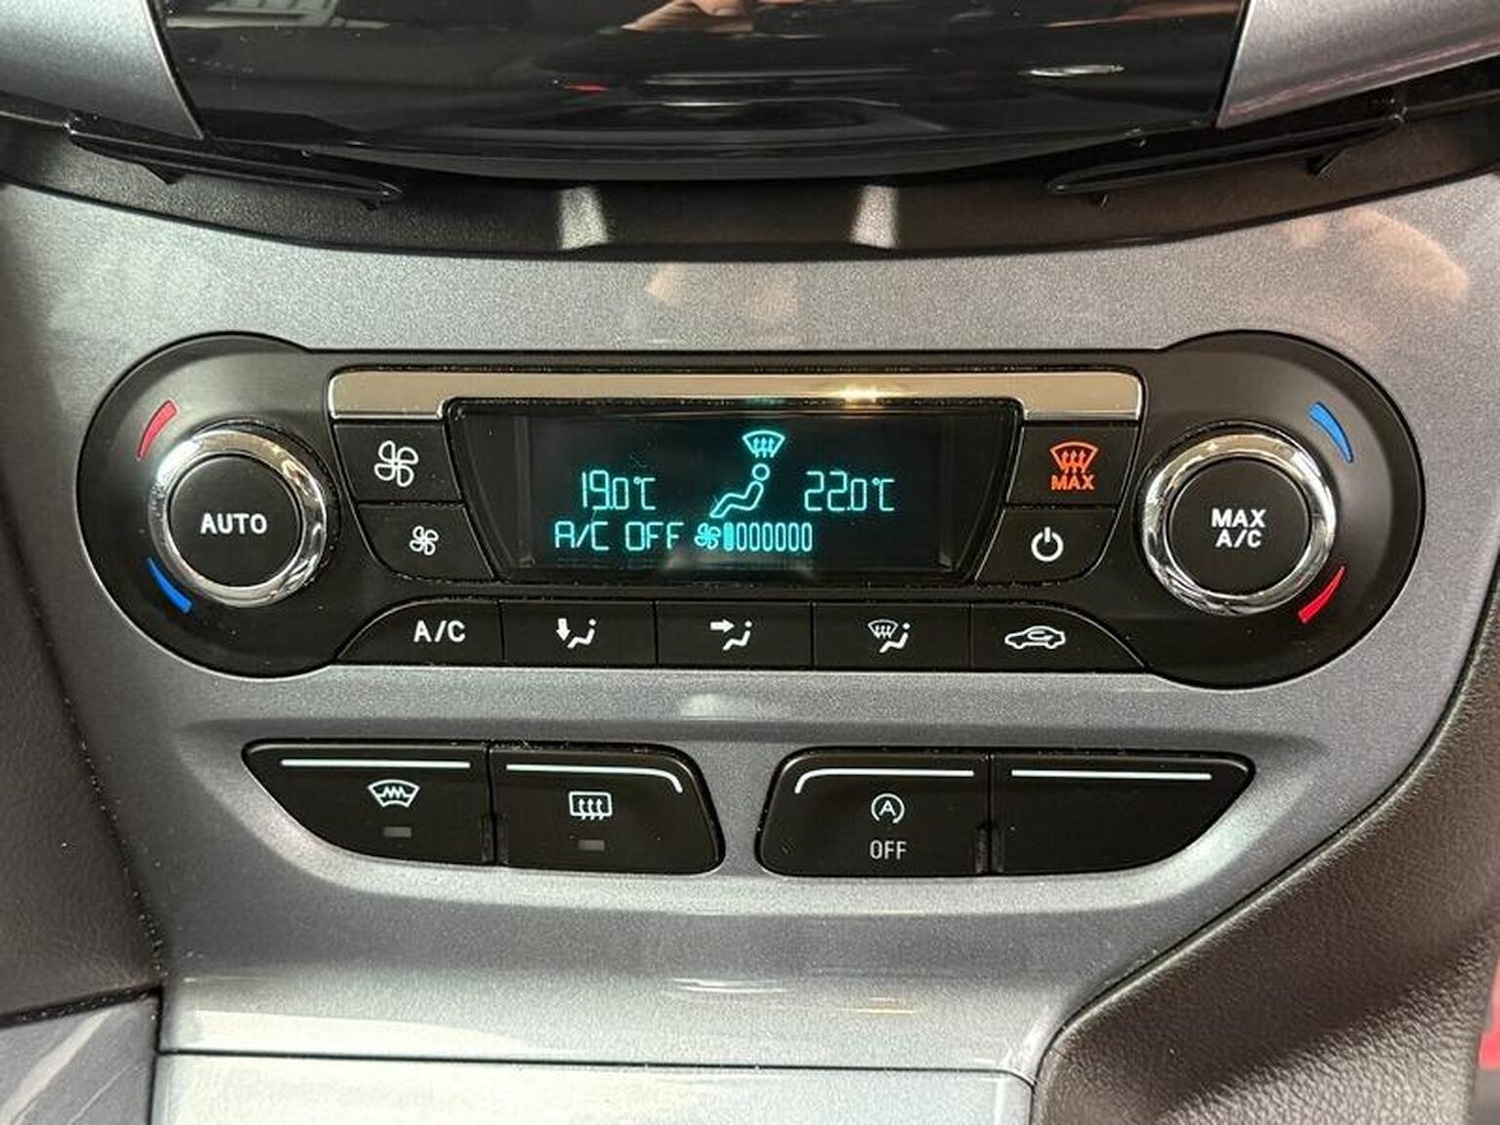 19.0°C 22.0°C
A/C OFF
AUTO
MAX
MAX
A/C
A/C
A
OFF